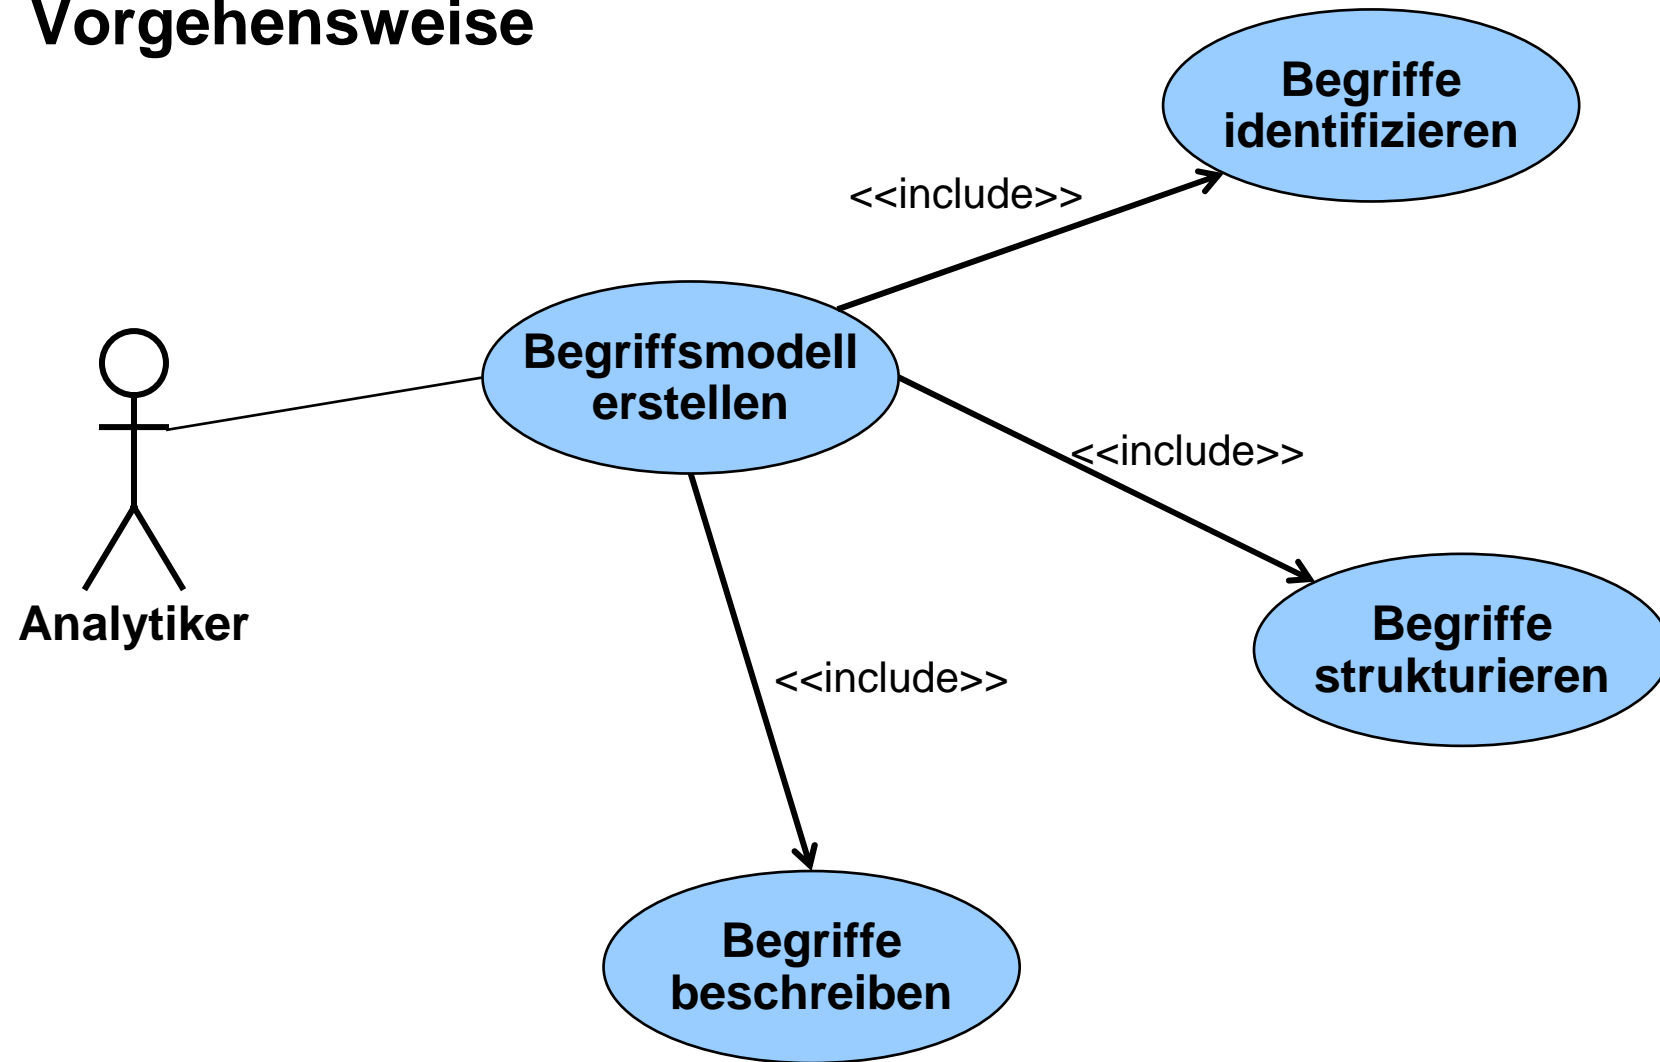 Vorgehensweise
Begriffe
identifizieren
<<include>>
Begriffsmodell
erstellen
<<include>>
Analytiker
Begriffe
strukturieren
<<include>>
Begriffe
beschreiben